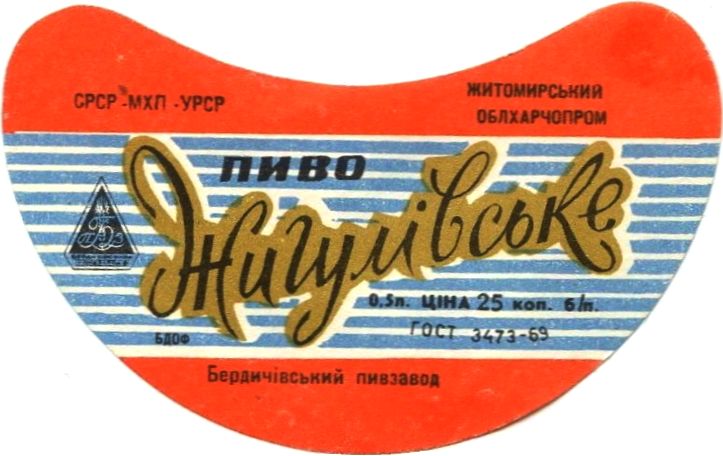 СРСР-МХП-УРСР
ЖИТОМИРСЬКИЙ
ОБЛХАРЧОПРОМ
ПИВО
Жигулівське
0,5л. ЦІНА 25 коп. б/п.
ГОСТ 3473-69
БДОФ
Бердичівський пивзавод